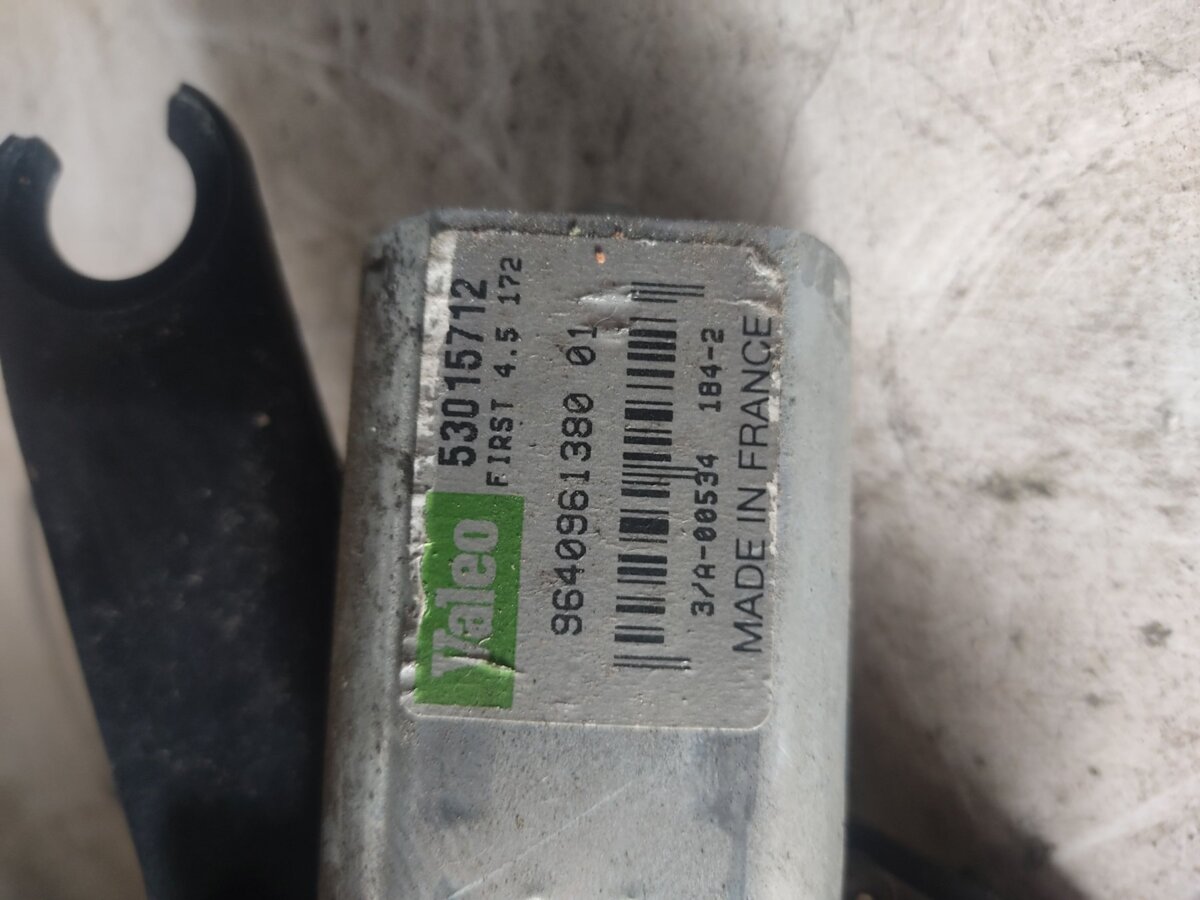 Valeo
53015712
FIRST 4.5 172
9640961380 01
3/A-00534 184-2
MADE IN FRANCE